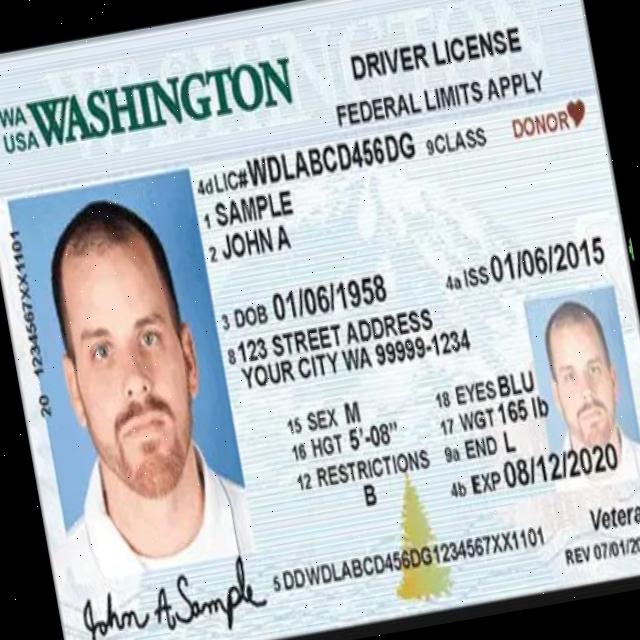 WA
USA WASHINGTON
DRIVER LICENSE
FEDERAL LIMITS APPLY
4d LIC# WDLABCD456DG 9 CLASS
DONOR
1 SAMPLE
2 JOHN A
3 DOB 01/06/1958
4a ISS 01/06/2015
8 123 STREET ADDRESS
YOUR CITY WA 99999-1234
15 SEX M
18 EYES BLU
16 HGT 5'-08"
17 WGT 165 lb
12 RESTRICTIONS
B
9a END L
4b EXP 08/12/2020
20 1234567XX1101
John A Sample
5 DDWDLABCD456DG1234567XX1101
Vetera
REV 07/01/20